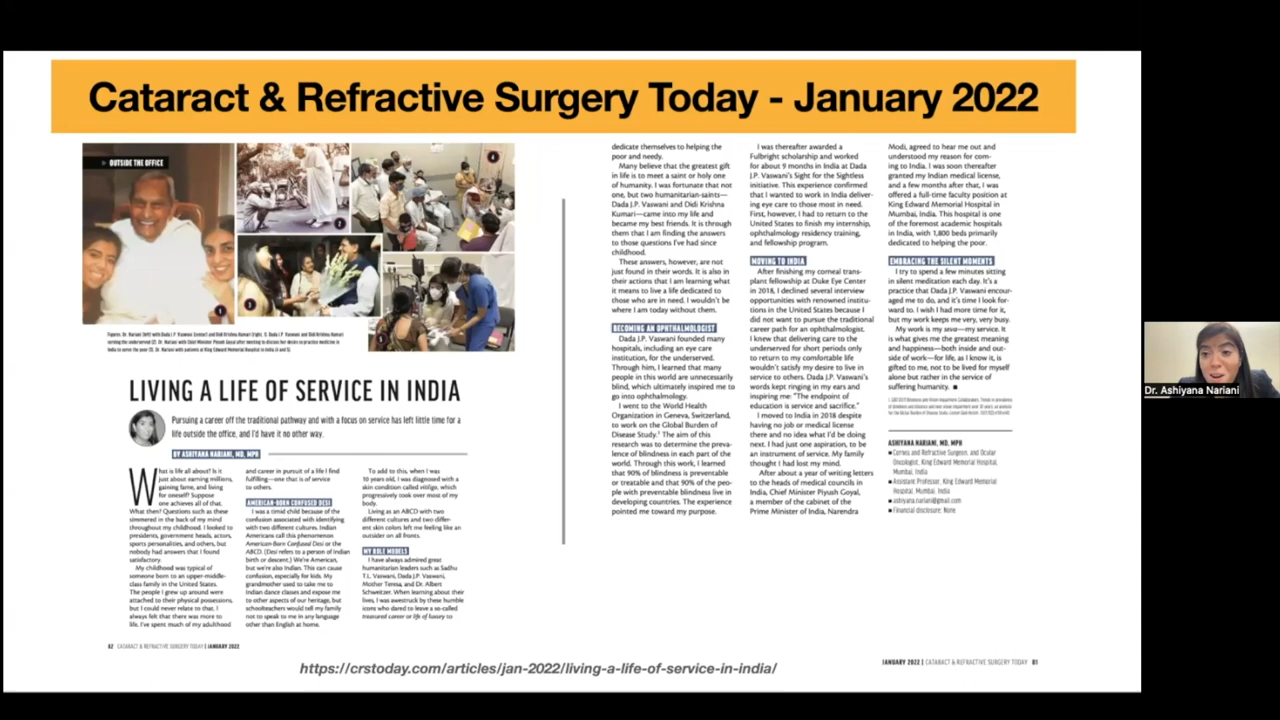 Cataract & Refractive Surgery Today - January 2022
OUTSIDE THE OFFICE
LIVING A LIFE OF SERVICE IN INDIA
Pursuing a career off the traditional pathway and with a focus on service has left little time for a
life outside the office, and I'd have it no other way.
BY ASHIYANA NARIANI, MD, MPH
What is life all about? Is it
just about earning millions,
gaining fame, and living
for oneself? Suppose
one achieves all of that.
What then? Questions such as these
simmered in the back of my mind
throughout my childhood. I looked to
presidents, government heads, actors,
sports personalities, and others, but
nobody had answers that I found
satisfactory.
My childhood was typical of
someone born to an upper-middle-
class family in the United States.
The people I grew up around were
attached to their physical possessions,
but I could never relate to that. I
always felt that there was more to
life. I've spent much of my adulthood
and career in pursuit of a life I find
fulfilling—one that is of service
to others.
AMERICAN-BORN CONFUSED DESI
I was a timid child because of the
confusion associated with identifying
with two different cultures. Indian
Americans call this phenomenon
American-Born Confused Desi or the
ABCD. (Desi refers to a person of Indian
birth or descent.) We're American,
but we're also Indian. This can cause
confusion, especially for kids. My
grandmother used to take me to
Indian dance classes and expose me
to other aspects of our heritage, but
schoolteachers would tell my family
not to speak to me in any language
other than English at home.
To add to this, when I was
10 years old, I was diagnosed with a
skin condition called vitiligo, which
progressively took over most of my
body.
Living as an ABCD with two
different cultures and two differ-
ent skin colors left me feeling like an
outsider on all fronts.
MY ROLE MODELS
I have always admired great
humanitarian leaders such as Sadhu
T.L. Vaswani, Dada J.P. Vaswani,
Mother Teresa, and Dr. Albert
Schweitzer. When learning about their
lives, I was awestruck by these humble
icons who dared to leave a so-called
treasured career or life of luxury to
82 CATARACT & REFRACTIVE SURGERY TODAY | JANUARY 2022
dedicate themselves to helping the
poor and needy.
Many believe that the greatest gift
in life is to meet a saint or holy one
of humanity. I was fortunate that not
one, but two humanitarian-saints—
Dada J.P. Vaswani and Didi Krishna
Kumari—came into my life and
became my best friends. It is through
them that I am finding the answers
to those questions I've had since
childhood.
These answers, however, are not
just found in their words. It is also in
their actions that I am learning what
it means to live a life dedicated to
those who are in need. I wouldn't be
where I am today without them.
BECOMING AN OPHTHALMOLOGIST
Dada J.P. Vaswani founded many
hospitals, including an eye care
institution, for the underserved.
Through him, I learned that many
people in this world are unnecessarily
blind, which ultimately inspired me to
go into ophthalmology.
I went to the World Health
Organization in Geneva, Switzerland,
to work on the Global Burden of
Disease Study.1 The aim of this
research was to determine the preva-
lence of blindness in each part of the
world. Through this work, I learned
that 90% of blindness is preventable
or treatable and that 90% of the peo-
ple with preventable blindness live in
developing countries. The experience
pointed me toward my purpose.
I was thereafter awarded a
Fulbright scholarship and worked
for about 9 months in India at Dada
J.P. Vaswani's Sight for the Sightless
initiative. This experience confirmed
that I wanted to work in India deliver-
ing eye care to those most in need.
First, however, I had to return to the
United States to finish my internship,
ophthalmology residency training,
and fellowship program.
MOVING TO INDIA
After finishing my corneal trans-
plant fellowship at Duke Eye Center
in 2018, I declined several interview
opportunities with renowned institu-
tions in the United States because I
did not want to pursue the traditional
career path for an ophthalmologist.
I knew that delivering care to the
underserved for short periods only
to return to my comfortable life
wouldn't satisfy my desire to live in
service to others. Dada J.P. Vaswani's
words kept ringing in my ears and
inspiring me: "The endpoint of
education is service and sacrifice."
I moved to India in 2018 despite
having no job or medical license
there and no idea what I'd be doing
next. I had just one aspiration, to be
an instrument of service. My family
thought I had lost my mind.
After about a year of writing letters
to the heads of medical councils in
India, Chief Minister Piyush Goyal,
a member of the cabinet of the
Prime Minister of India, Narendra
Modi, agreed to hear me out and
understood my reason for com-
ing to India. I was soon thereafter
granted my Indian medical license,
and a few months after that, I was
offered a full-time faculty position at
King Edward Memorial Hospital in
Mumbai, India. This hospital is one
of the foremost academic hospitals
in India, with 1,800 beds primarily
dedicated to helping the poor.
EMBRACING THE SILENT MOMENTS
I try to spend a few minutes sitting
in silent meditation each day. It's a
practice that Dada J.P. Vaswani encour-
aged me to do, and it's time I look for-
ward to. I wish I had more time for it,
but my work keeps me very, very busy.
My work is my seva—my service. It
is what gives me the greatest meaning
and happiness—both inside and out-
side of work—for life, as I know it, is
gifted to me, not to be lived for myself
alone but rather in the service of
suffering humanity. ■
ASHIYANA NARIANI, MD, MPH
■ Cornea and Refractive Surgeon, and Ocular
Oncologist, King Edward Memorial Hospital,
Mumbai, India
■ Assistant Professor, King Edward Memorial
Hospital, Mumbai, India
■ ashiyana.nariani@gmail.com
■ Financial disclosure: None
JANUARY 2022 | CATARACT & REFRACTIVE SURGERY TODAY 81
https://crstoday.com/articles/jan-2022/living-a-life-of-service-in-india/
Dr. Ashiyana Nariani